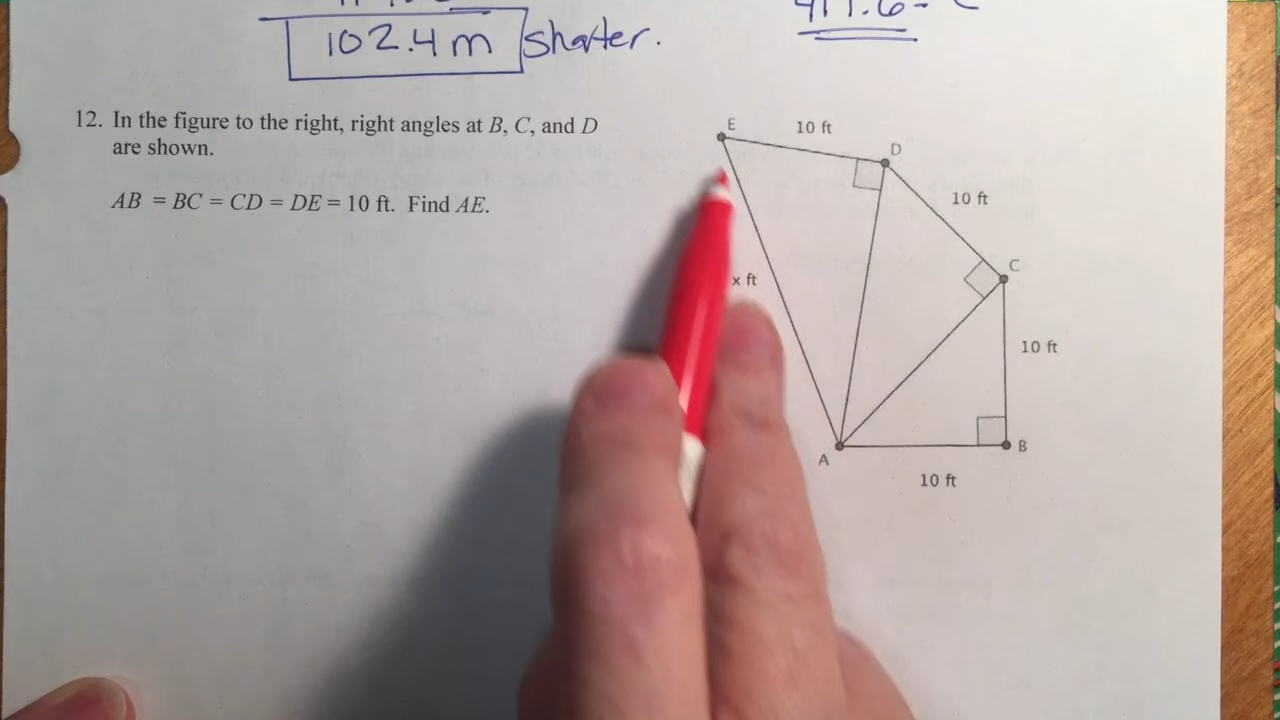 102.4 m shorter.
12. In the figure to the right, right angles at B, C, and D
are shown.
AB = BC = CD = DE = 10 ft. Find AE.
E
10 ft
D
10 ft
C
x ft
10 ft
A
B
10 ft